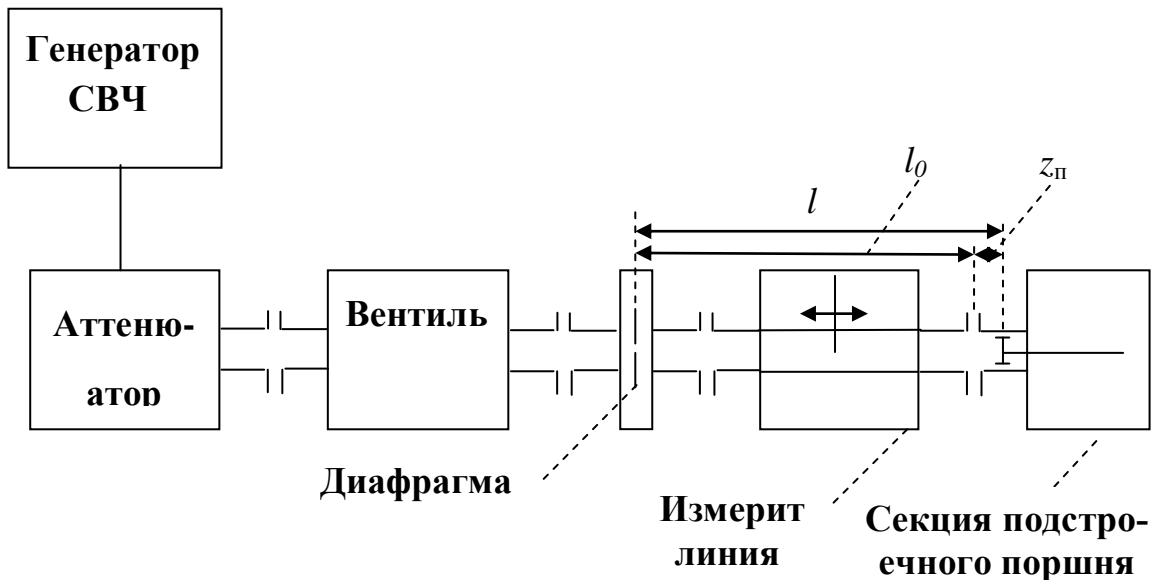 Генератор
СВЧ
l₀
zп
l
Аттеню-
атор
Вентиль
Диафрагма
Измерит
линия
Секция подстро-
ечного поршня